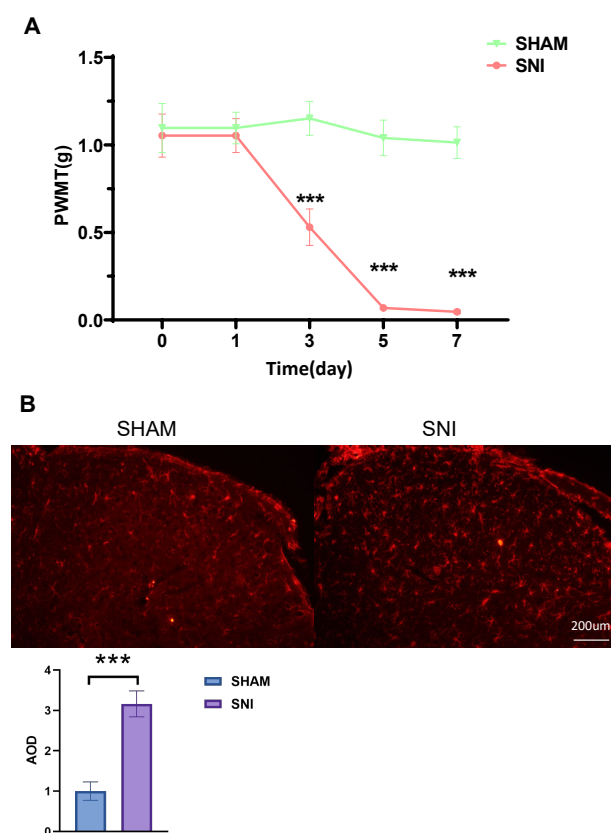 A
SHAM
SNI
1.5
1.0
0.5
0.0
PWMT(g)
***
***
***
0 1 3 5 7
Time(day)
B
SHAM SNI
200um
4
3
2
1
0
AOD
***
SHAM
SNI